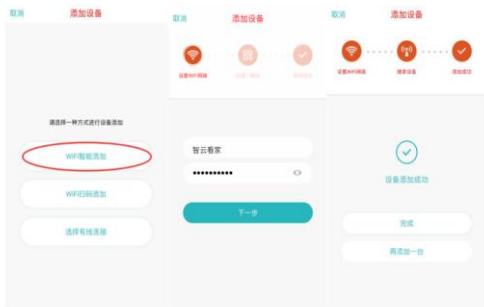 取消 添加设备
请选择一种方式进行设备添加
WiFi智能添加
WiFi扫码添加
选择有线连接
取消 添加设备
设置WiFi网络
智云看家
••••••••••
下一步
取消 添加设备
设置WiFi网络 搜索设备 添加成功
设备添加成功
完成
再添加一台